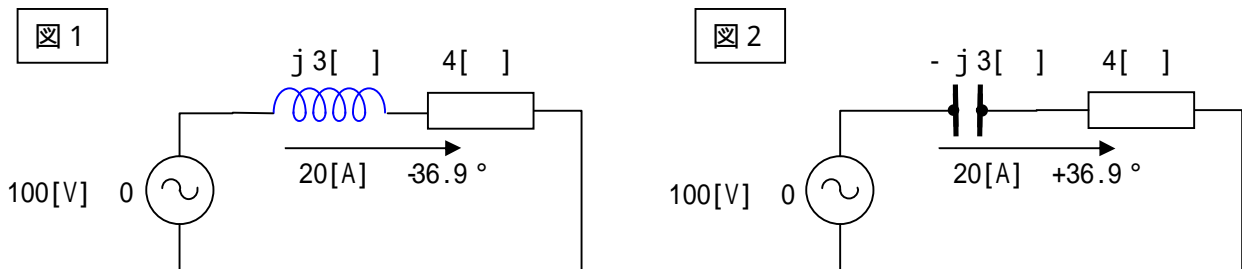 図1
j3[ ] 4[ ]
20[A] -36.9°
100[V] 0
図2
-j3[ ] 4[ ]
20[A] +36.9°
100[V] 0